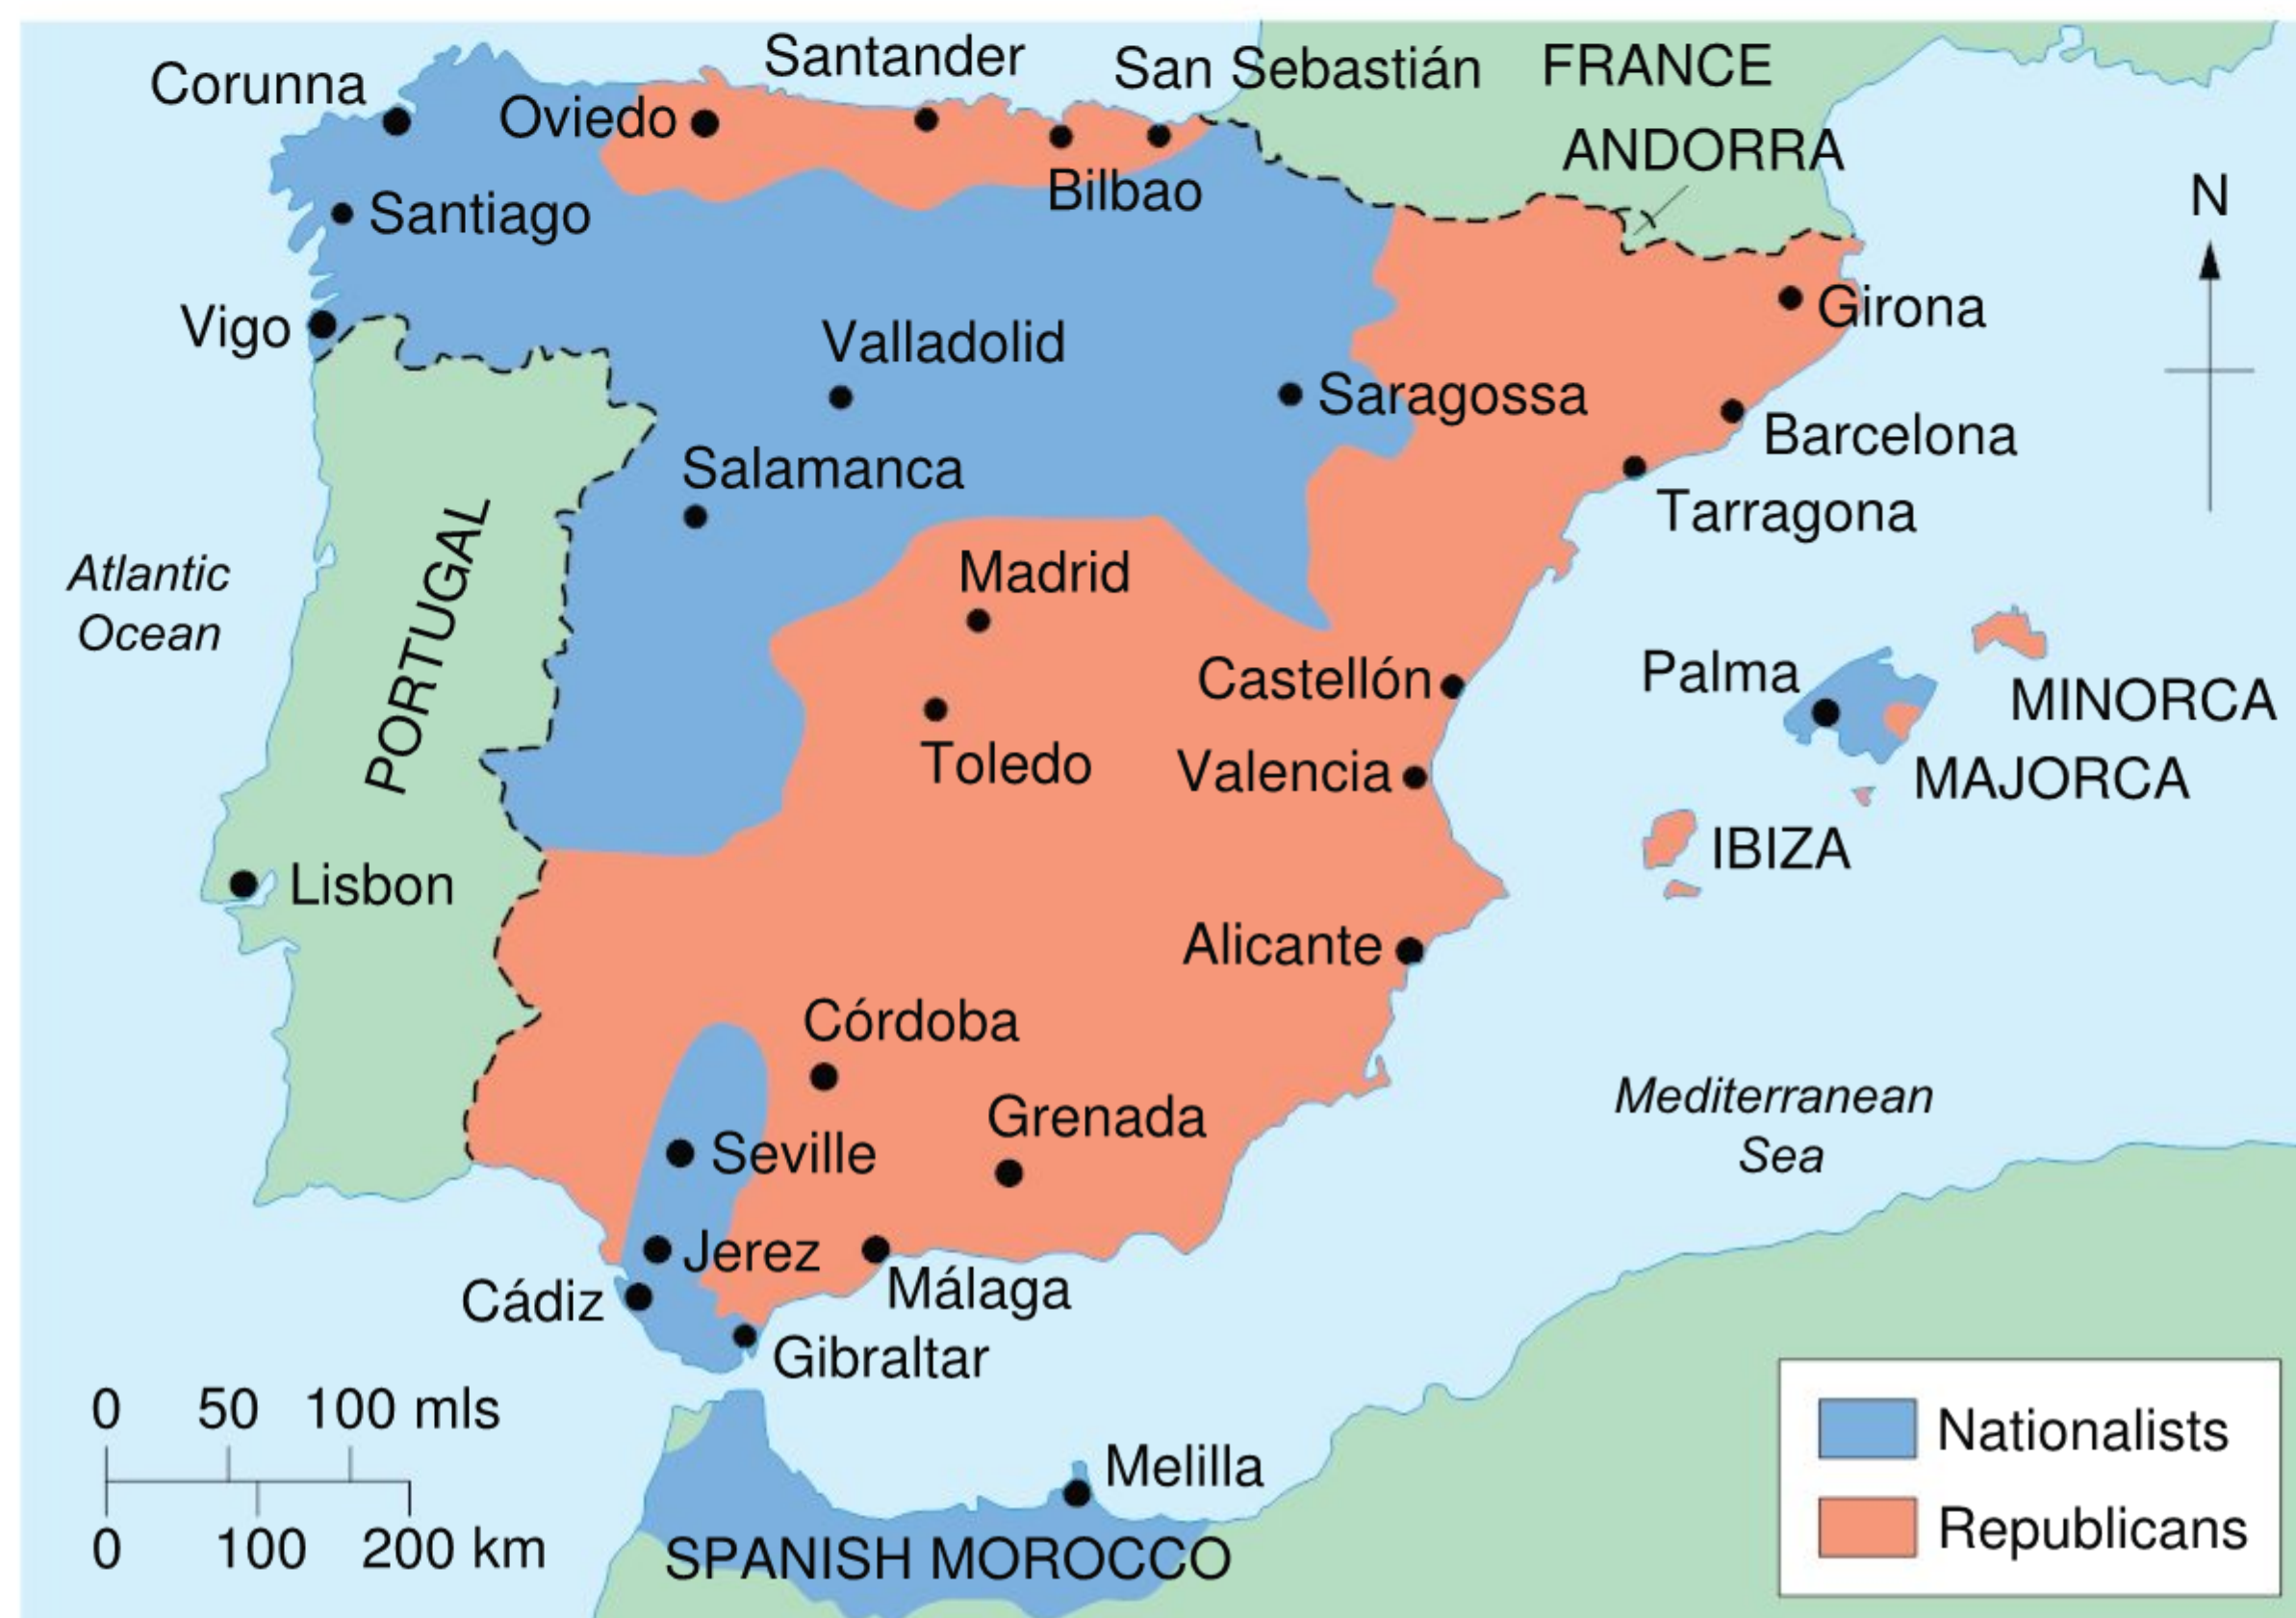 Santander
San Sebastián
FRANCE
Corunna
Oviedo
ANDORRA
Bilbao
N
Santiago
Vigo
Girona
Valladolid
Saragossa
Barcelona
Salamanca
Tarragona
PORTUGAL
Atlantic
Ocean
Madrid
Castellón
Palma
MINORCA
Toledo
Valencia
MAJORCA
IBIZA
Lisbon
Alicante
Córdoba
Mediterranean
Sea
Grenada
Seville
Jerez
Málaga
Cádiz
Gibraltar
0 50 100 mls
0 100 200 km
Melilla
SPANISH MOROCCO
Nationalists
Republicans